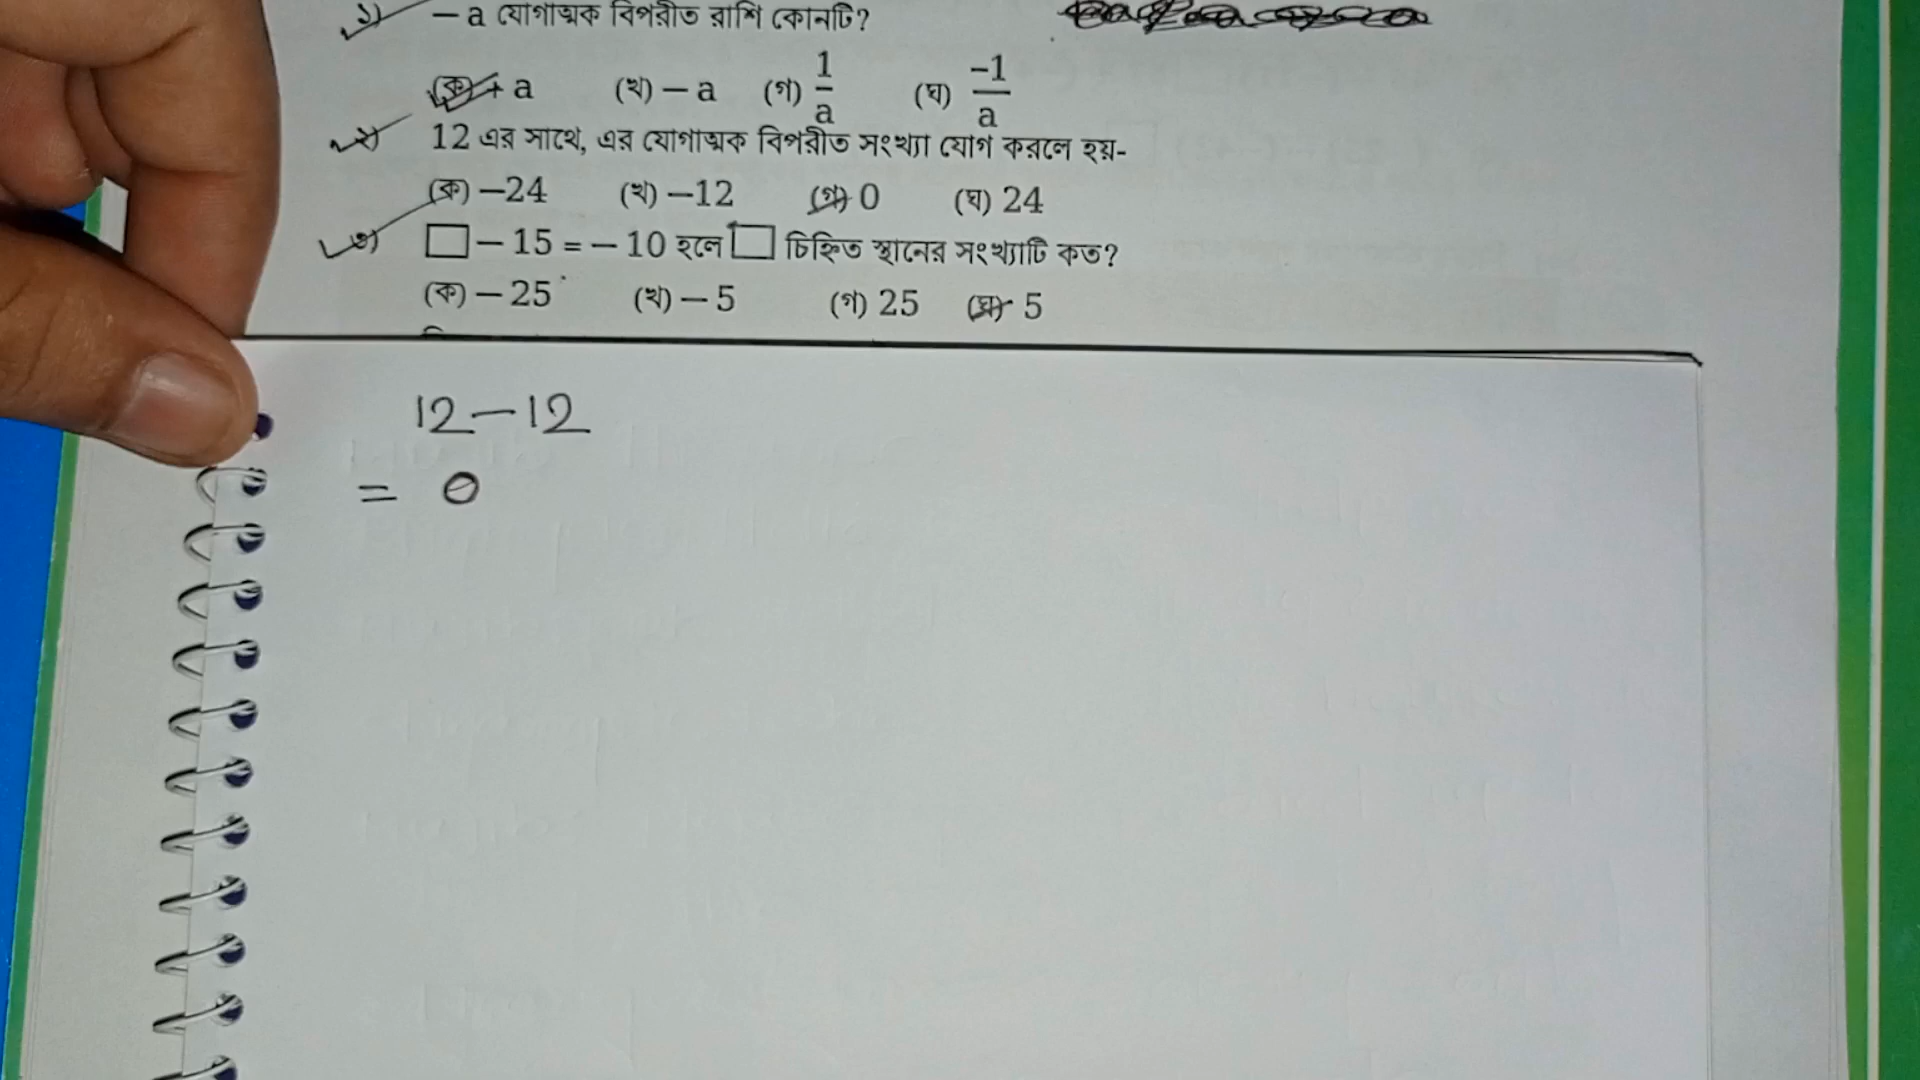 ১) – a যোগাত্মক বিপরীত রাশি কোনটি?
(ক) + a (খ) – a (গ) 1/a (ঘ) –1/a
২) 12 এর সাথে, এর যোগাত্মক বিপরীত সংখ্যা যোগ করলে হয়-
(ক) –24 (খ) –12 (গ) 0 (ঘ) 24
৩) □ – 15 = – 10 হলে □ চিহ্নিত স্থানের সংখ্যাটি কত?
(ক) – 25 (খ) – 5 (গ) 25 (ঘ) 5
12 – 12
= 0